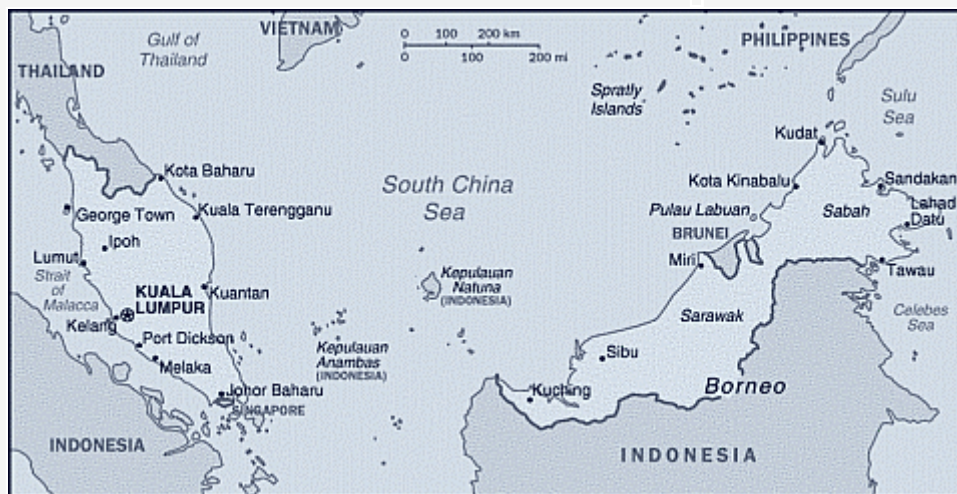 VIETNAM
Gulf of
Thailand
THAILAND
0 100 200 km
0 100 200 mi
PHILIPPINES
Spratly
Islands
Sulu
Sea
Kudat
Kota Baharu
South China
Sea
Kota Kinabalu
Sandakan
George Town
Kuala Terengganu
Pulau Labuan
Sabah
Lahad
Datu
BRUNEI
Ipoh
Lumut
Miri
Tawau
Strait
of
Malacca
KUALA
LUMPUR
Kuantan
Kepulauan
Natuna
(INDONESIA)
Celebes
Sea
Kelang
Sarawak
Port Dickson
Kepulauan
Anambas
(INDONESIA)
Melaka
Sibu
Johor Baharu
SINGAPORE
Kuching
Borneo
INDONESIA
INDONESIA